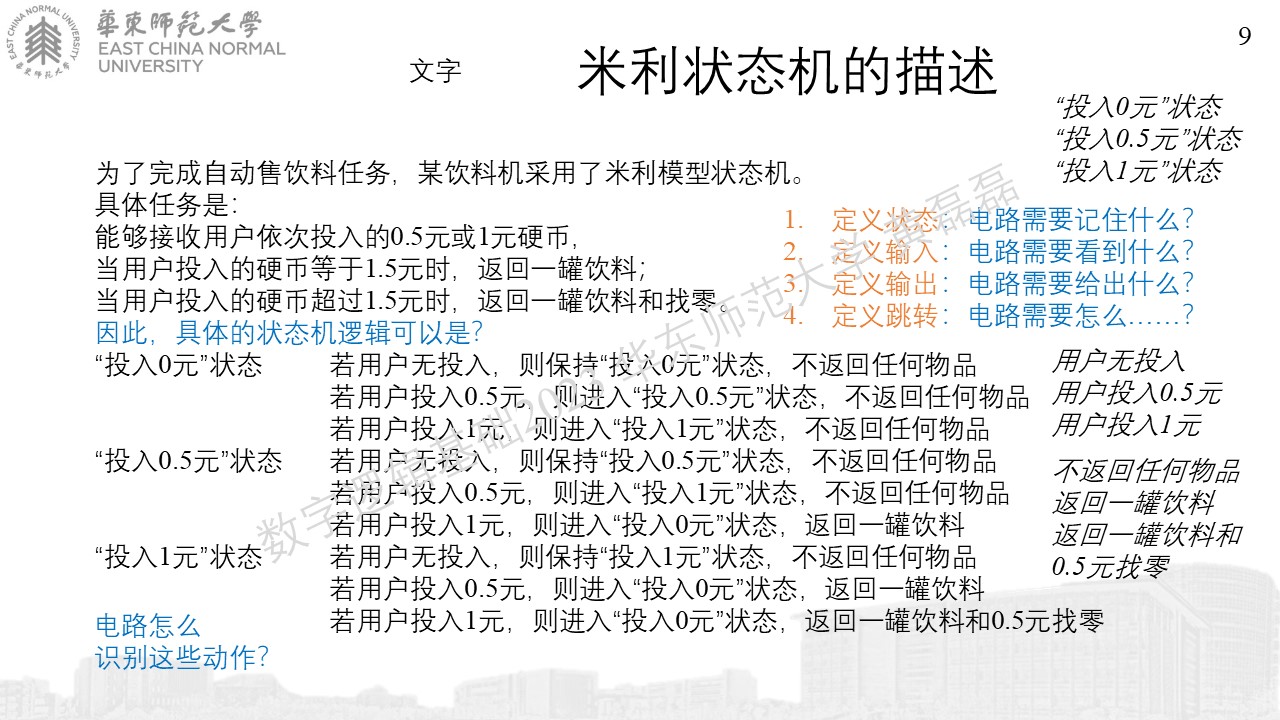 華東師範大學
EAST CHINA NORMAL
UNIVERSITY
EAST CHINA NORMAL UNIVERSITY
華東師範大學
9
文字
米利状态机的描述
“投入0元”状态
“投入0.5元”状态
“投入1元”状态
为了完成自动售饮料任务，某饮料机采用了米利模型状态机。
具体任务是：
能够接收用户依次投入的0.5元或1元硬币，
当用户投入的硬币等于1.5元时，返回一罐饮料；
当用户投入的硬币超过1.5元时，返回一罐饮料和找零。
因此，具体的状态机逻辑可以是？
1. 定义状态：电路需要记住什么？
2. 定义输入：电路需要看到什么？
3. 定义输出：电路需要给出什么？
4. 定义跳转：电路需要怎么……？
“投入0元”状态 若用户无投入，则保持“投入0元”状态，不返回任何物品
若用户投入0.5元，则进入“投入0.5元”状态，不返回任何物品
若用户投入1元，则进入“投入1元”状态，不返回任何物品
“投入0.5元”状态 若用户无投入，则保持“投入0.5元”状态，不返回任何物品
若用户投入0.5元，则进入“投入1元”状态，不返回任何物品
若用户投入1元，则进入“投入0元”状态，返回一罐饮料
“投入1元”状态 若用户无投入，则保持“投入1元”状态，不返回任何物品
若用户投入0.5元，则进入“投入0元”状态，返回一罐饮料
若用户投入1元，则进入“投入0元”状态，返回一罐饮料和0.5元找零
用户无投入
用户投入0.5元
用户投入1元
不返回任何物品
返回一罐饮料
返回一罐饮料和
0.5元找零
电路怎么
识别这些动作？
数字逻辑基础2023 华东师范大学 黄磊磊